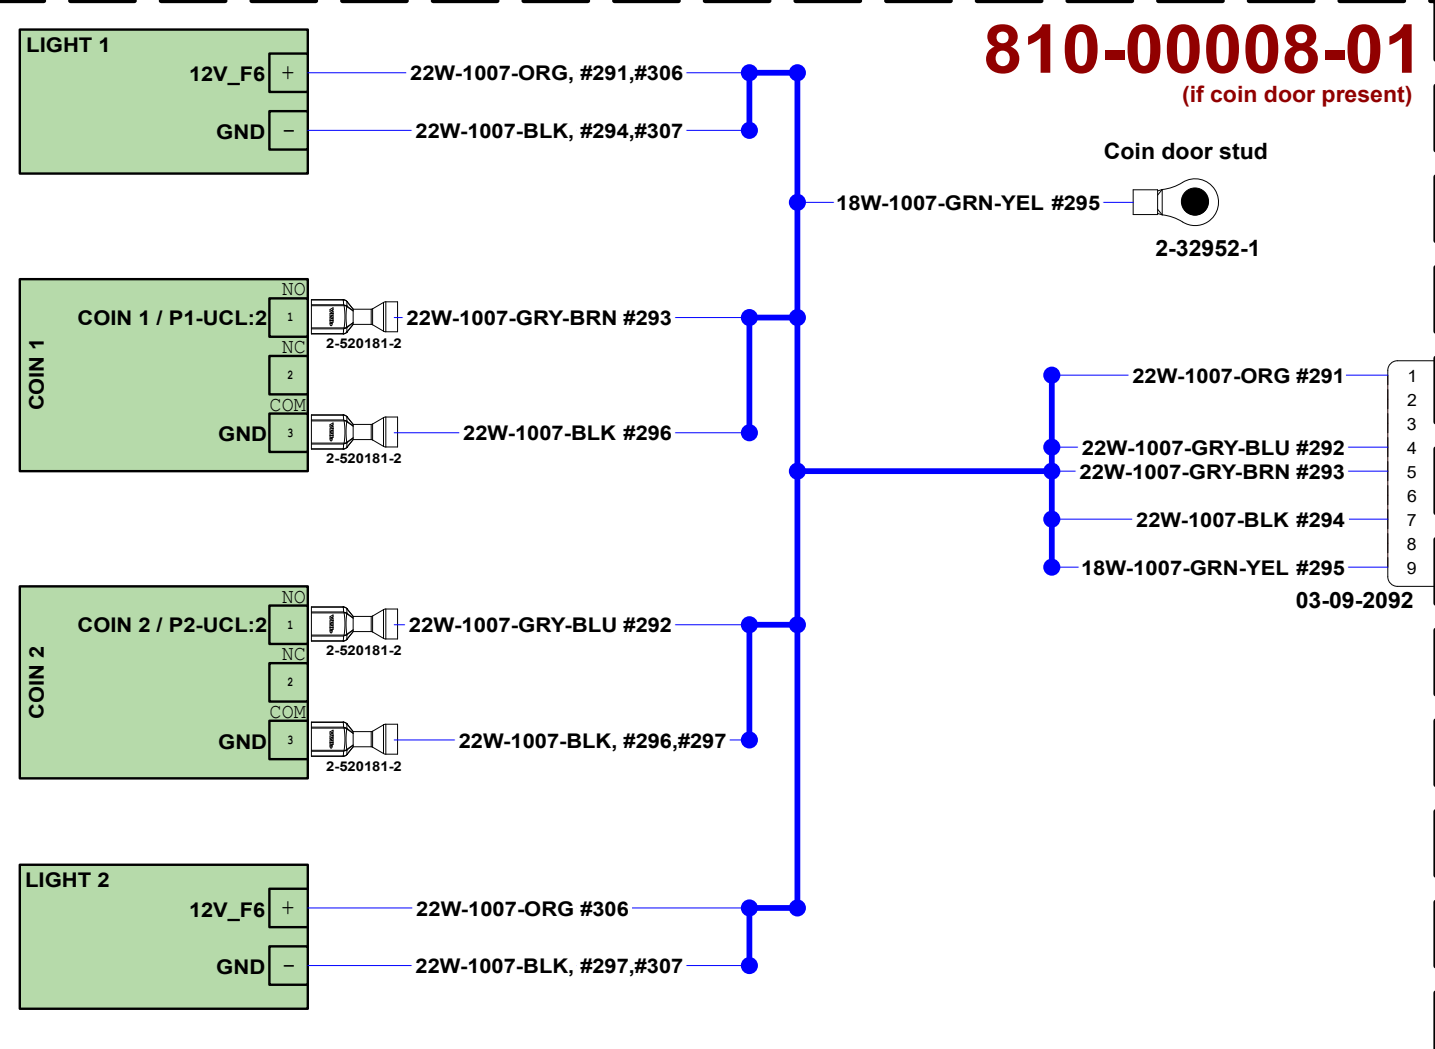 810-00008-01
(if coin door present)
LIGHT 1
12V_F6 + 22W-1007-ORG, #291,#306
GND − 22W-1007-BLK, #294,#307
Coin door stud
18W-1007-GRN-YEL #295
2-32952-1
COIN 1
NO
COIN 1 / P1-UCL:2 1 22W-1007-GRY-BRN #293
2-520181-2
NC
2
COM
GND 3 22W-1007-BLK #296
2-520181-2
22W-1007-ORG #291 1
2
3
22W-1007-GRY-BLU #292 4
22W-1007-GRY-BRN #293 5
6
22W-1007-BLK #294 7
8
18W-1007-GRN-YEL #295 9
03-09-2092
COIN 2
NO
COIN 2 / P2-UCL:2 1 22W-1007-GRY-BLU #292
2-520181-2
NC
2
COM
GND 3 22W-1007-BLK, #296,#297
2-520181-2
LIGHT 2
12V_F6 + 22W-1007-ORG #306
GND − 22W-1007-BLK, #297,#307